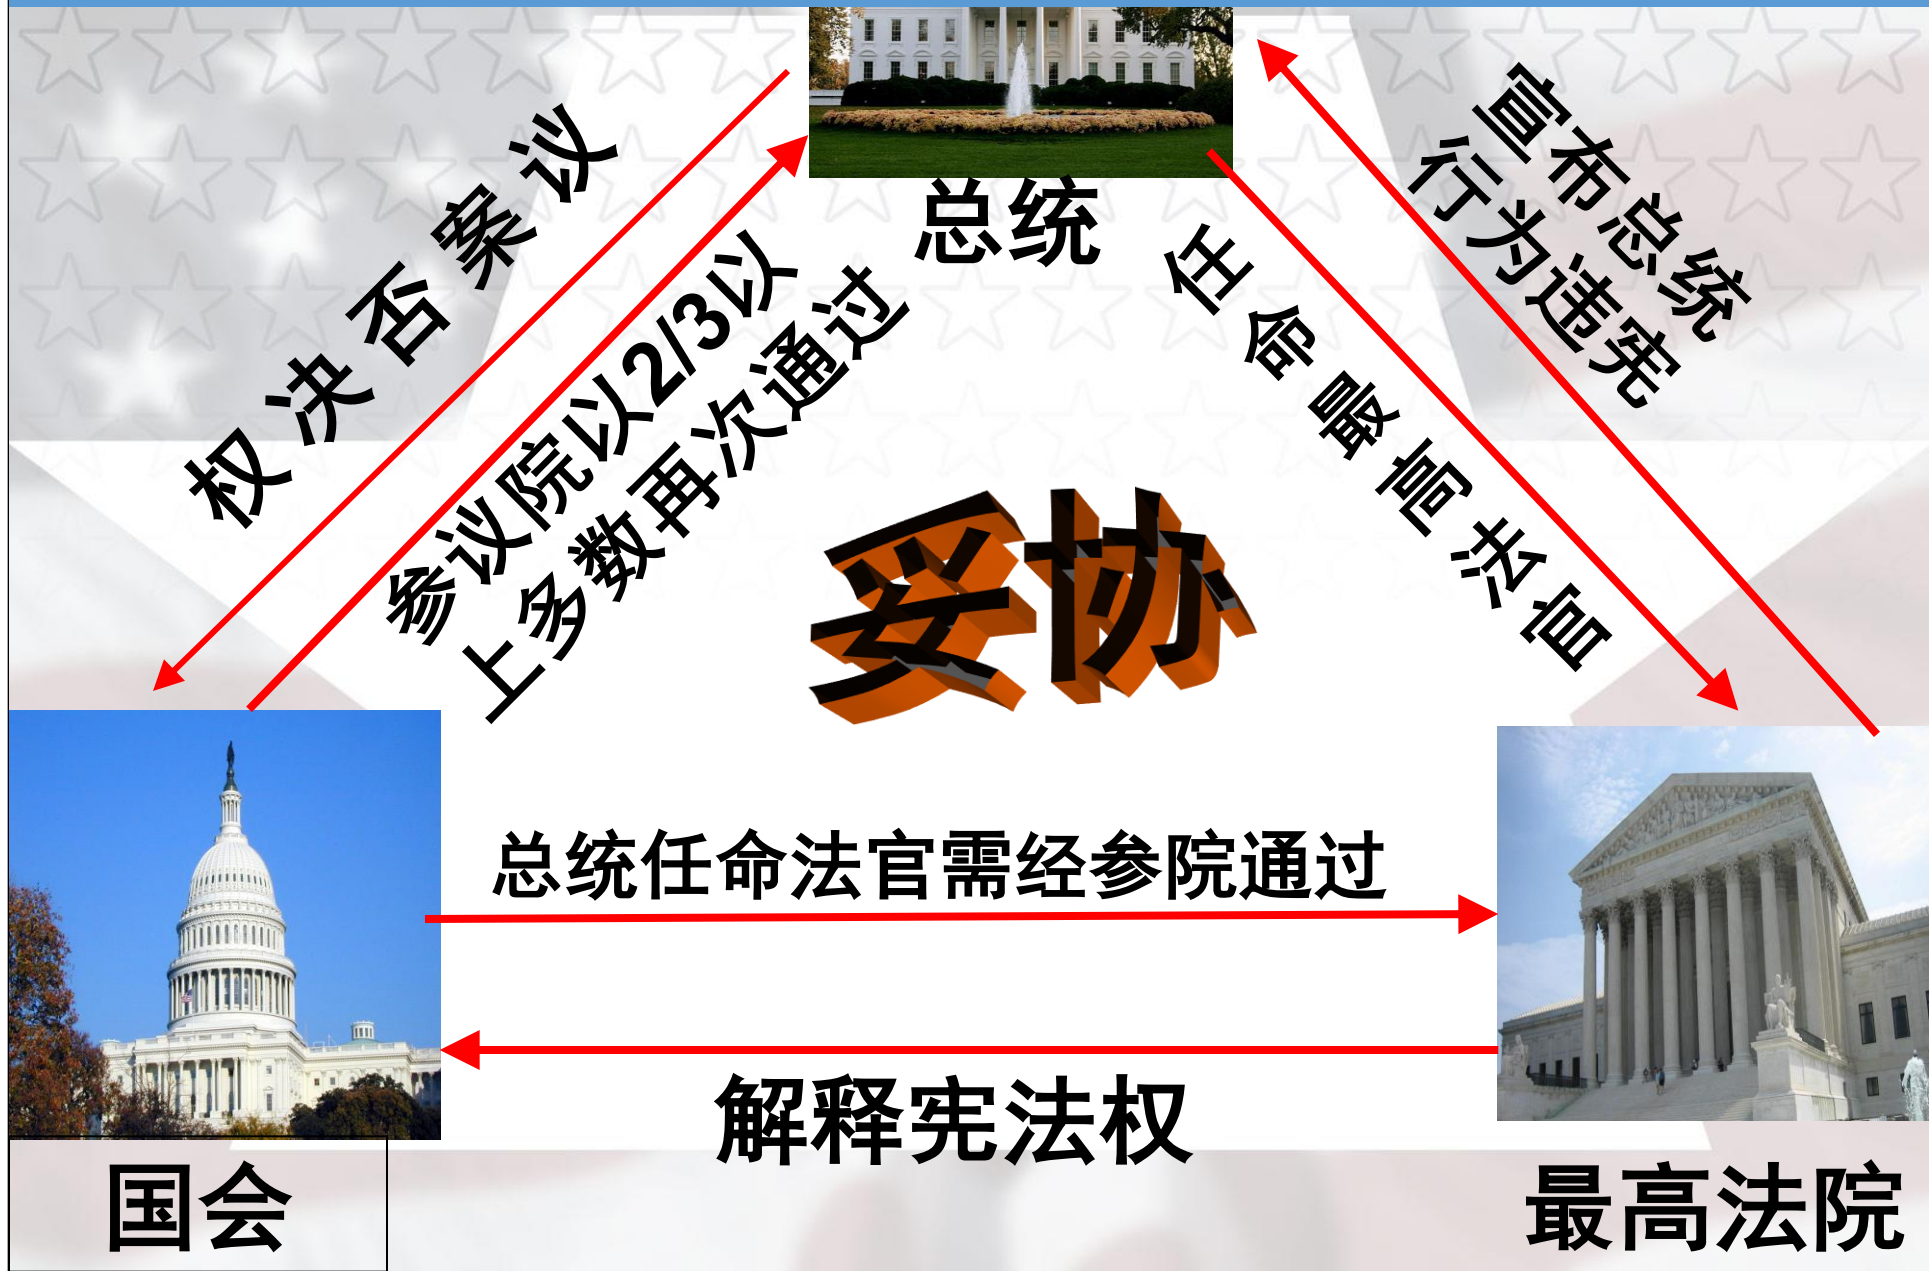 总统
议案否决权
参议院以2/3以
上多数再次通过
任命最高法官
宣布总统
行为违宪
妥协
总统任命法官需经参院通过
解释宪法权
国会
最高法院